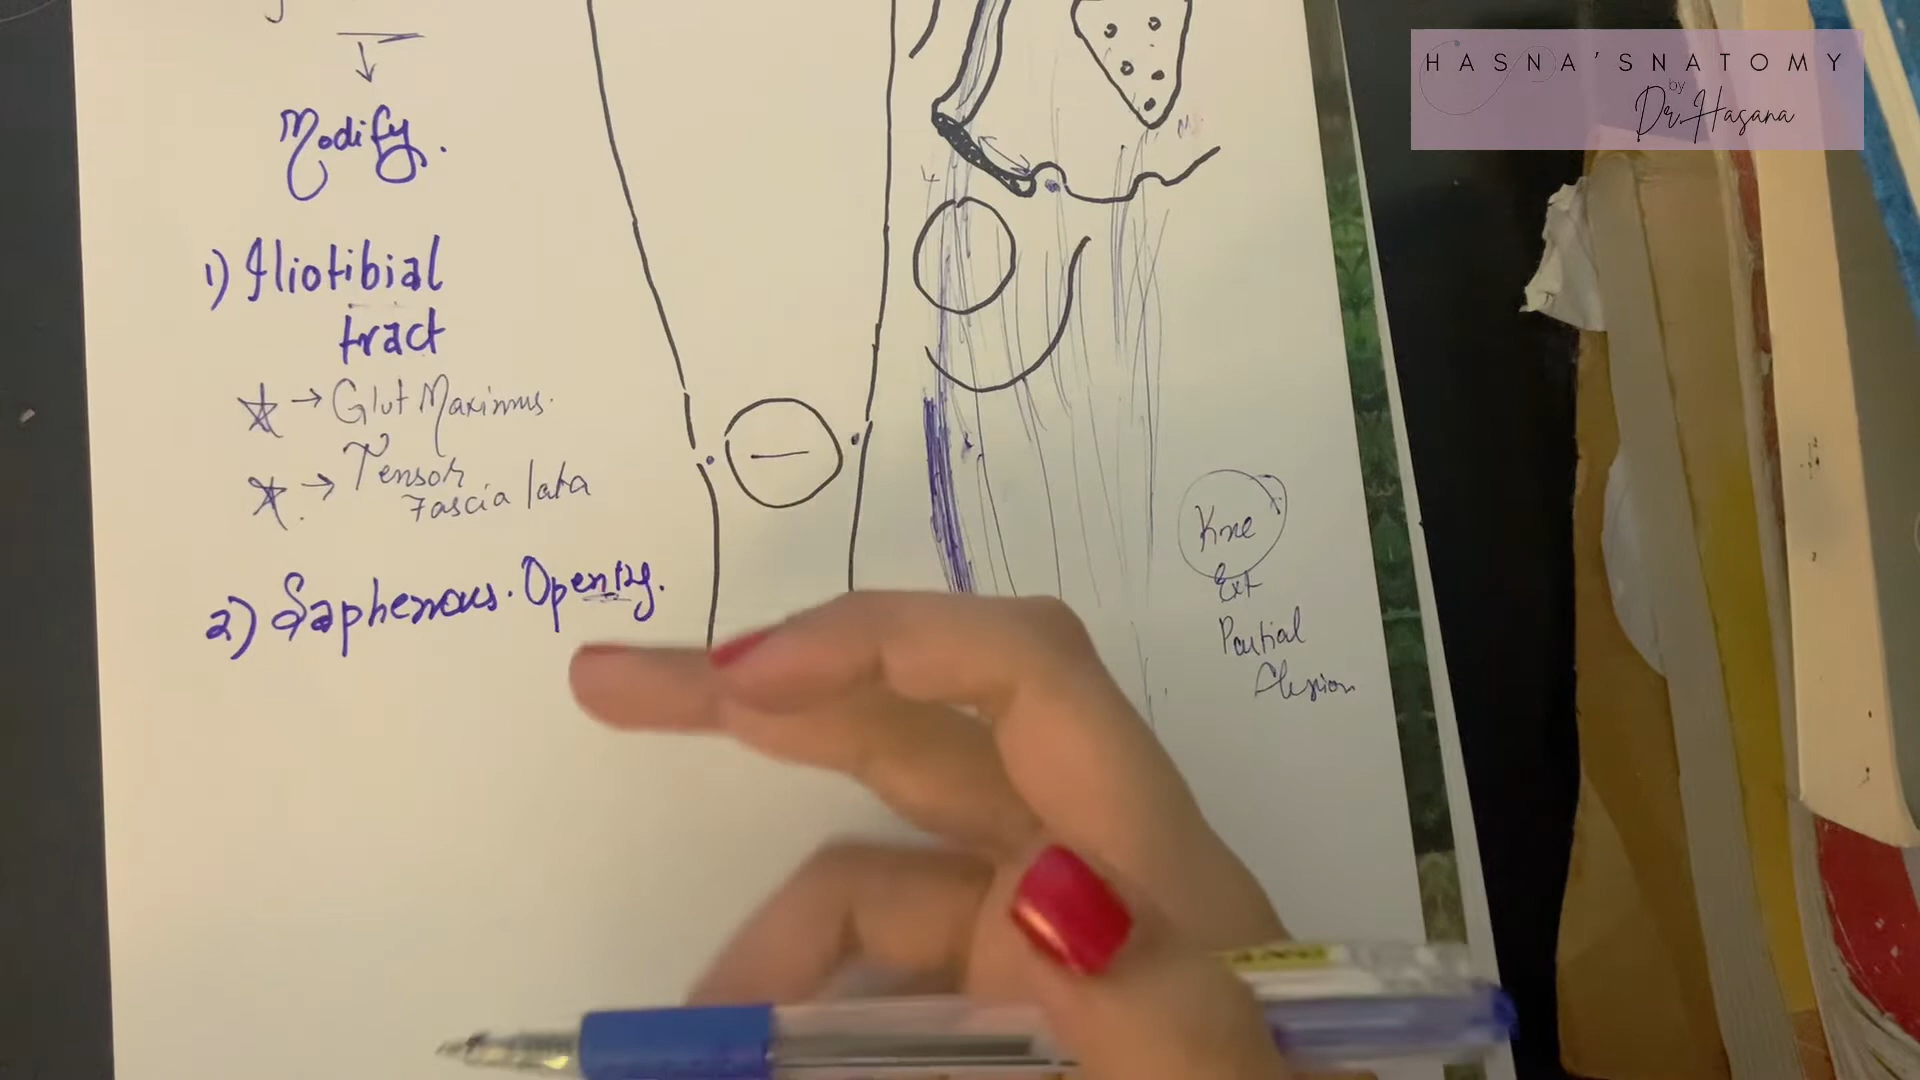 HASNA'SNATOMY
by
Dr.Hasana
Modify.
1) Iliotibial
tract
→ Glut Maximus.
→ Tensor
Fascia lata
2) Saphenous. Opening.
Knee
Ext
Partial